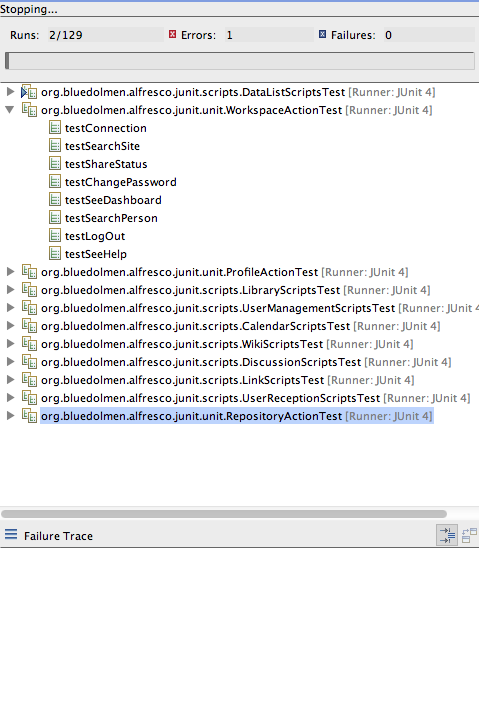 Stopping...
Runs: 2/129 Errors: 1 Failures: 0
org.bluedolmen.alfresco.junit.scripts.DataListScriptsTest [Runner: JUnit 4]
org.bluedolmen.alfresco.junit.unit.WorkspaceActionTest [Runner: JUnit 4]
testConnection
testSearchSite
testShareStatus
testChangePassword
testSeeDashboard
testSearchPerson
testLogOut
testSeeHelp
org.bluedolmen.alfresco.junit.unit.ProfileActionTest [Runner: JUnit 4]
org.bluedolmen.alfresco.junit.scripts.LibraryScriptsTest [Runner: JUnit 4]
org.bluedolmen.alfresco.junit.scripts.UserManagementScriptsTest [Runner: JUnit 4
org.bluedolmen.alfresco.junit.scripts.CalendarScriptsTest [Runner: JUnit 4]
org.bluedolmen.alfresco.junit.scripts.WikiScriptsTest [Runner: JUnit 4]
org.bluedolmen.alfresco.junit.scripts.DiscussionScriptsTest [Runner: JUnit 4]
org.bluedolmen.alfresco.junit.scripts.LinkScriptsTest [Runner: JUnit 4]
org.bluedolmen.alfresco.junit.scripts.UserReceptionScriptsTest [Runner: JUnit 4]
org.bluedolmen.alfresco.junit.unit.RepositoryActionTest [Runner: JUnit 4]
Failure Trace